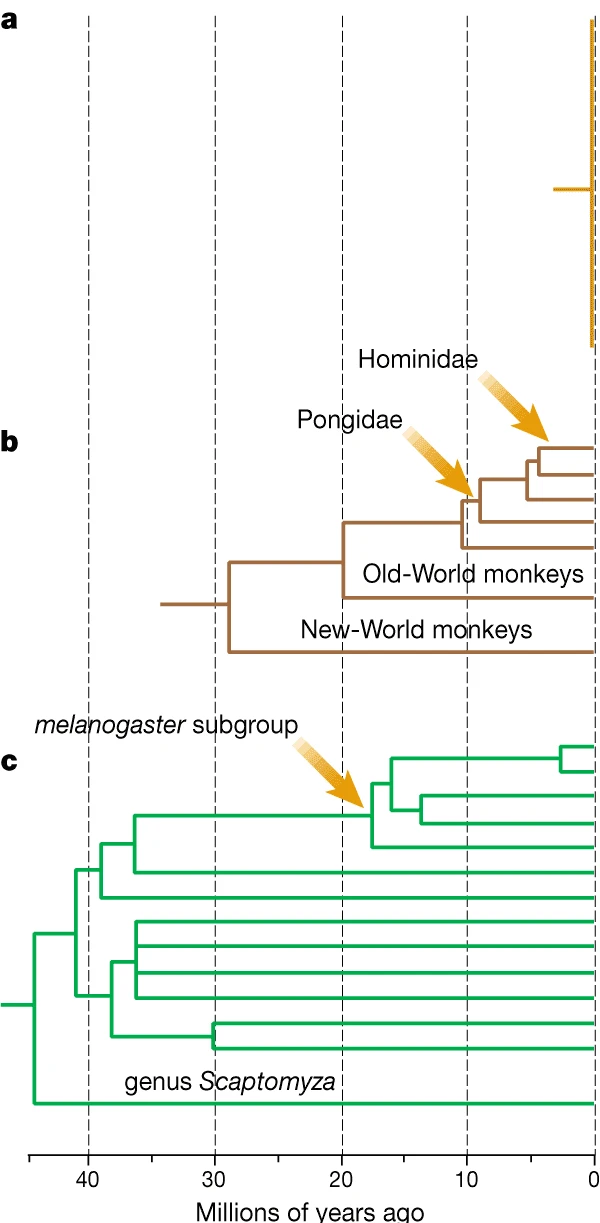 a
Hominidae
Pongidae
b
Old-World monkeys
New-World monkeys
melanogaster subgroup
c
genus Scaptomyza
40 30 20 10 0
Millions of years ago